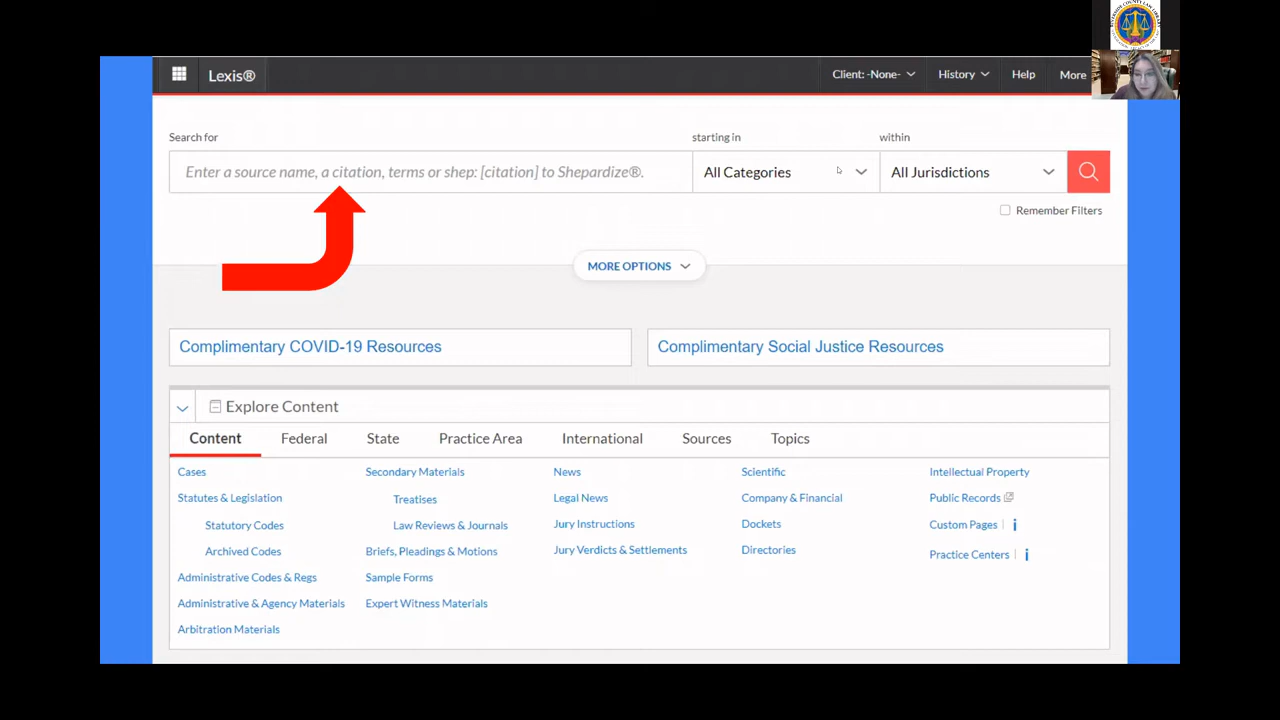 Lexis®
Client: -None-
History
Help
More
Search for
starting in
within
Enter a source name, a citation, terms or shep: [citation] to Shepardize®.
All Categories
All Jurisdictions
Remember Filters
MORE OPTIONS
Complimentary COVID-19 Resources
Complimentary Social Justice Resources
Explore Content
Content
Federal
State
Practice Area
International
Sources
Topics
Cases
Statutes & Legislation
Statutory Codes
Archived Codes
Administrative Codes & Regs
Administrative & Agency Materials
Arbitration Materials
Secondary Materials
Treatises
Law Reviews & Journals
Briefs, Pleadings & Motions
Sample Forms
Expert Witness Materials
News
Legal News
Jury Instructions
Jury Verdicts & Settlements
Scientific
Company & Financial
Dockets
Directories
Intellectual Property
Public Records
Custom Pages
Practice Centers